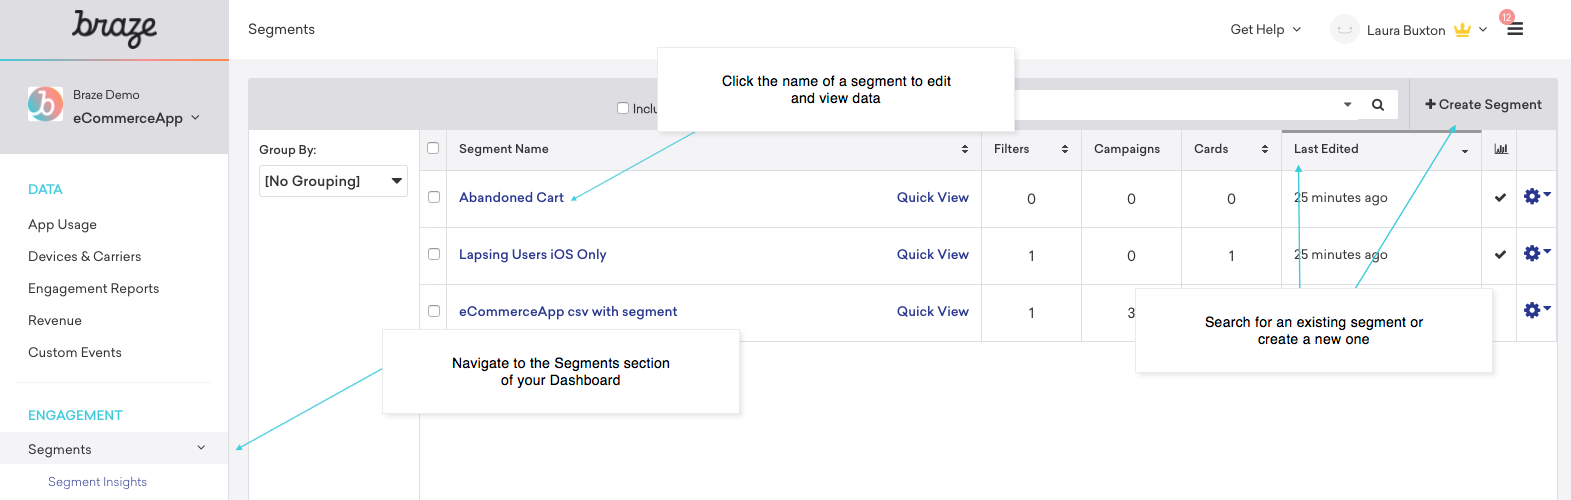 braze
Segments
Get Help
Laura Buxton
12
Braze Demo
eCommerceApp
Click the name of a segment to edit
and view data
Create Segment
Group By:
[No Grouping]
Segment Name
Filters
Campaigns
Cards
Last Edited
Abandoned Cart
Quick View
0
0
0
25 minutes ago
Lapsing Users iOS Only
Quick View
1
0
1
25 minutes ago
eCommerceApp csv with segment
Quick View
1
3
Search for an existing segment or
create a new one
Navigate to the Segments section
of your Dashboard
DATA
App Usage
Devices & Carriers
Engagement Reports
Revenue
Custom Events
ENGAGEMENT
Segments
Segment Insights